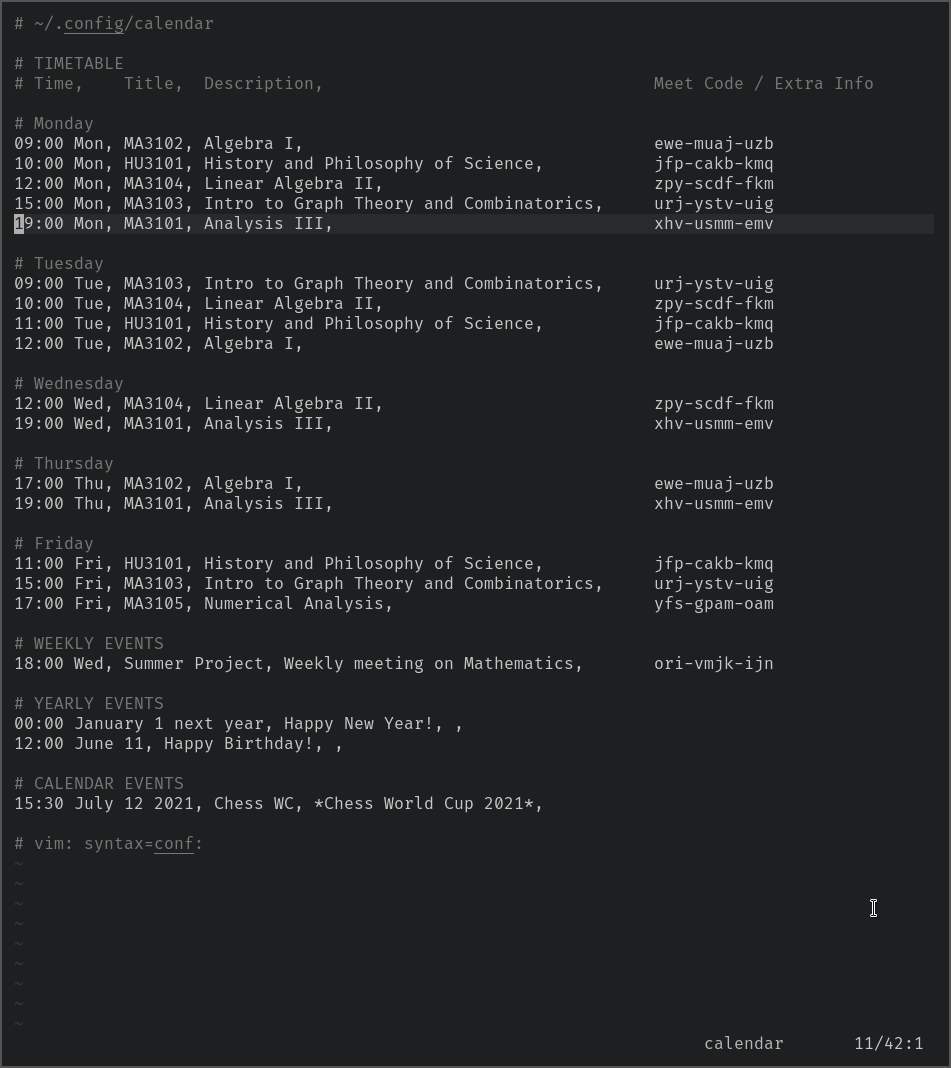 # ~/.config/calendar

# TIMETABLE
# Time,    Title,  Description,                                 Meet Code / Extra Info

# Monday
09:00 Mon, MA3102, Algebra I,                                   ewe-muaj-uzb
10:00 Mon, HU3101, History and Philosophy of Science,           jfp-cakb-kmq
12:00 Mon, MA3104, Linear Algebra II,                           zpy-scdf-fkm
15:00 Mon, MA3103, Intro to Graph Theory and Combinatorics,     urj-ystv-uig
19:00 Mon, MA3101, Analysis III,                                xhv-usmm-emv

# Tuesday
09:00 Tue, MA3103, Intro to Graph Theory and Combinatorics,     urj-ystv-uig
10:00 Tue, MA3104, Linear Algebra II,                           zpy-scdf-fkm
11:00 Tue, HU3101, History and Philosophy of Science,           jfp-cakb-kmq
12:00 Tue, MA3102, Algebra I,                                   ewe-muaj-uzb

# Wednesday
12:00 Wed, MA3104, Linear Algebra II,                           zpy-scdf-fkm
19:00 Wed, MA3101, Analysis III,                                xhv-usmm-emv

# Thursday
17:00 Thu, MA3102, Algebra I,                                   ewe-muaj-uzb
19:00 Thu, MA3101, Analysis III,                                xhv-usmm-emv

# Friday
11:00 Fri, HU3101, History and Philosophy of Science,           jfp-cakb-kmq
15:00 Fri, MA3103, Intro to Graph Theory and Combinatorics,     urj-ystv-uig
17:00 Fri, MA3105, Numerical Analysis,                          yfs-gpam-oam

# WEEKLY EVENTS
18:00 Wed, Summer Project, Weekly meeting on Mathematics,       ori-vmjk-ijn

# YEARLY EVENTS
00:00 January 1 next year, Happy New Year!, ,
12:00 June 11, Happy Birthday!, ,

# CALENDAR EVENTS
15:30 July 12 2021, Chess WC, *Chess World Cup 2021*,

# vim: syntax=conf:
~
~
~
~
~
~
~
~
~
calendar       11/42:1